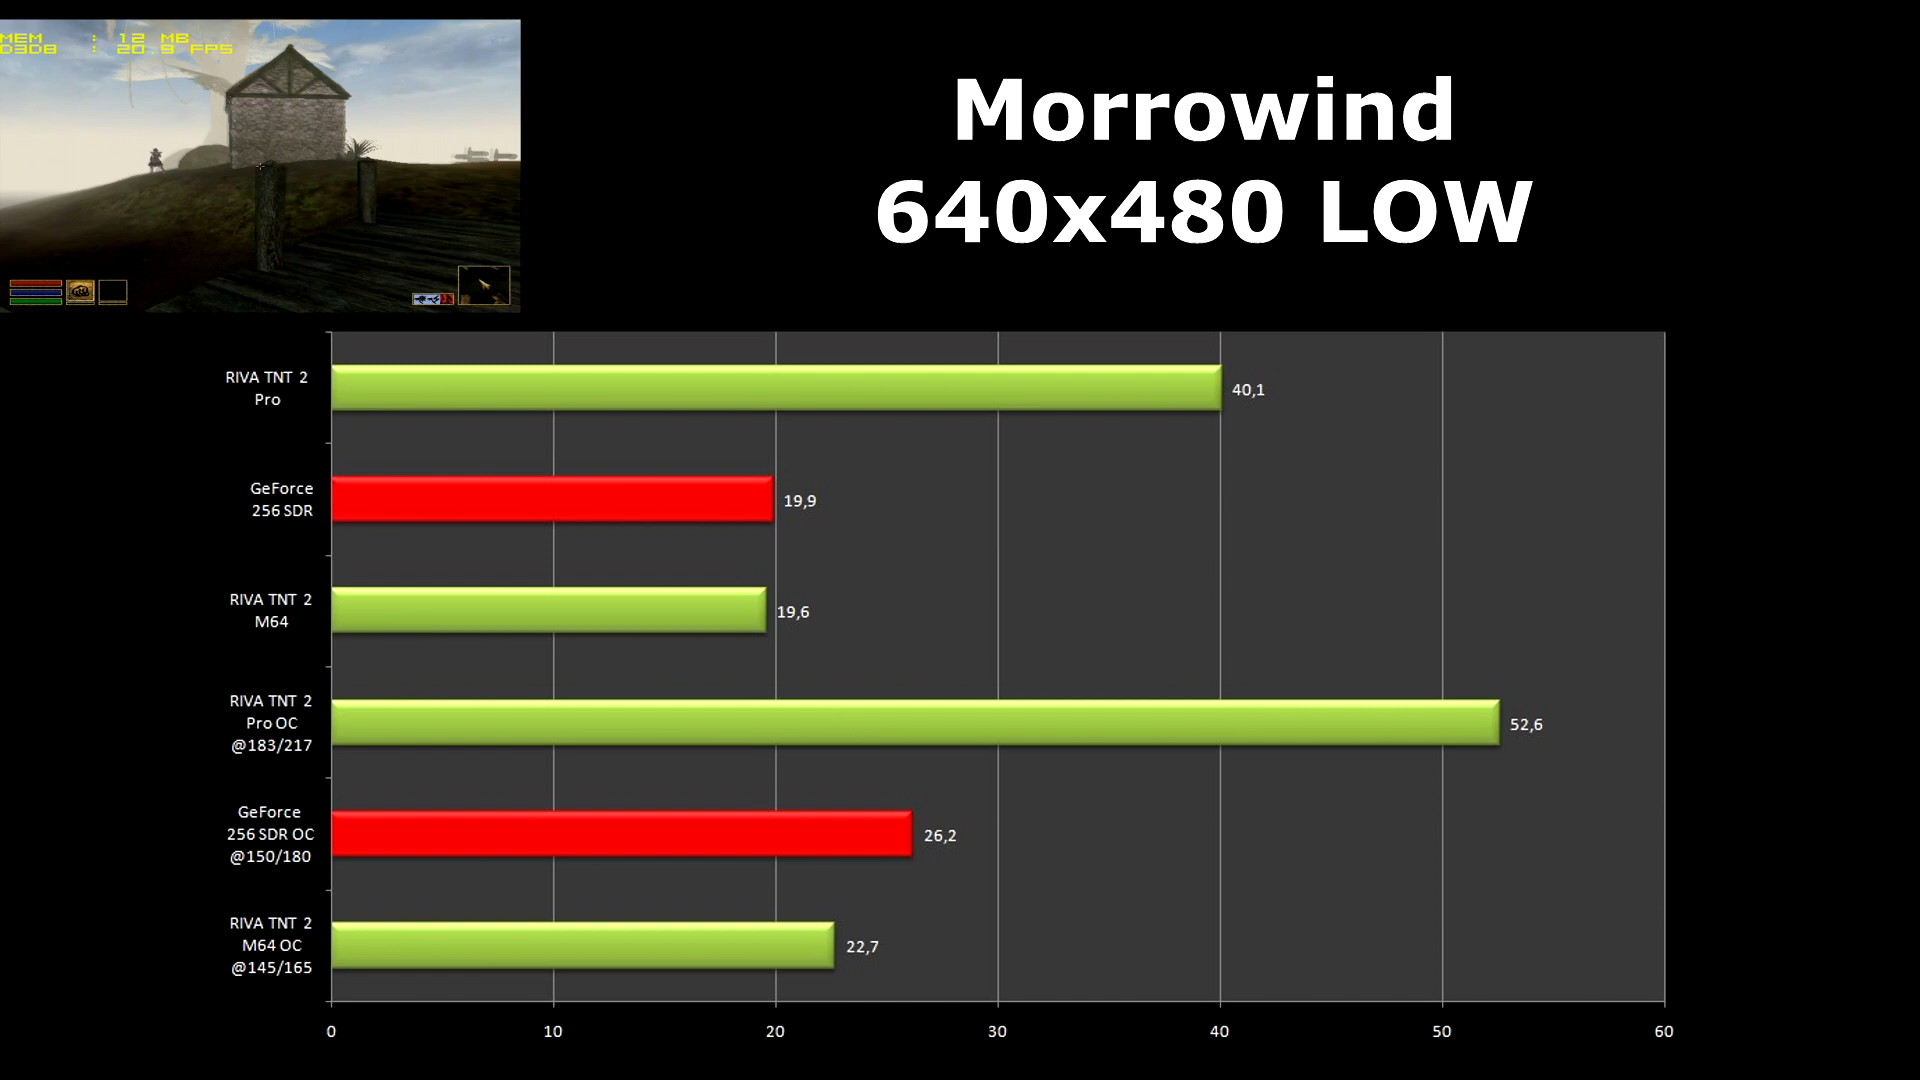 MEM : 12 MB
D3D8 : 20.9 FPS
Morrowind
640x480 LOW
RIVA TNT 2
Pro
40,1
GeForce
256 SDR
19,9
RIVA TNT 2
M64
19,6
RIVA TNT 2
Pro OC
@183/217
52,6
GeForce
256 SDR OC
@150/180
26,2
RIVA TNT 2
M64 OC
@145/165
22,7
0 10 20 30 40 50 60